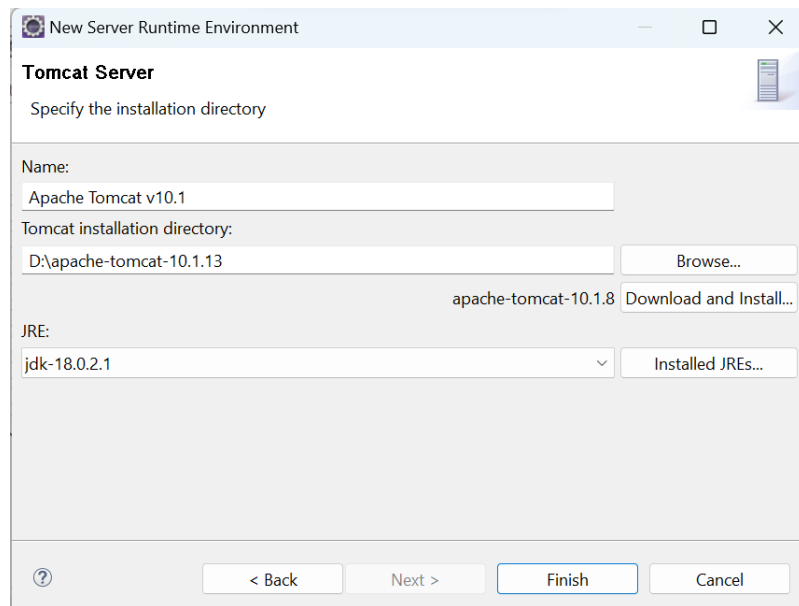 New Server Runtime Environment
Tomcat Server
Specify the installation directory
Name:
Apache Tomcat v10.1
Tomcat installation directory:
D:\apache-tomcat-10.1.13 Browse...
apache-tomcat-10.1.8 Download and Install...
JRE:
jdk-18.0.2.1 Installed JREs...
? < Back Next > Finish Cancel